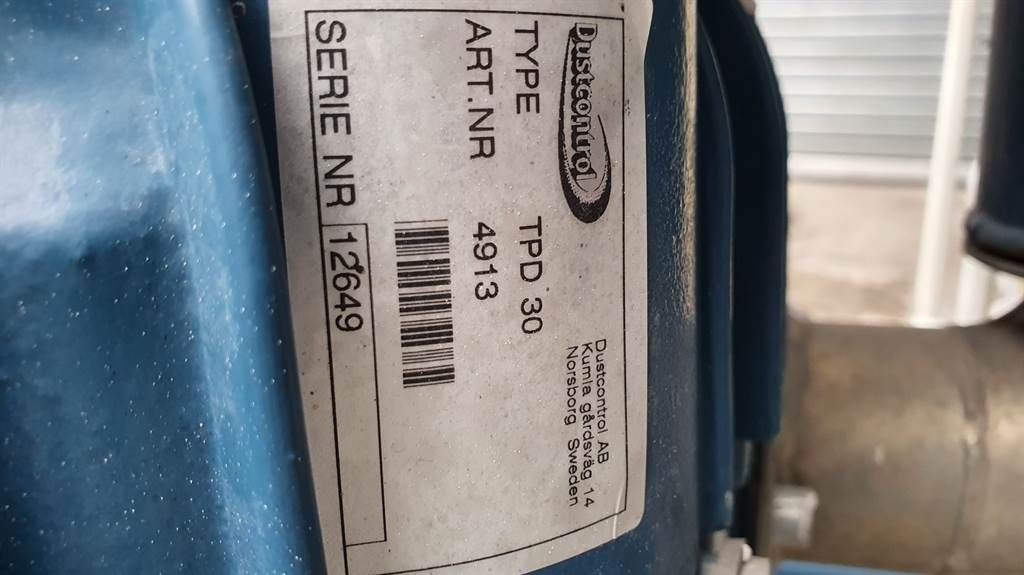 Dustcontrol
Dustcontrol AB
Kumla gårdsväg 14
Norsborg Sweden
TYPE TPD 30
ART.NR 4913
SERIE NR 12649